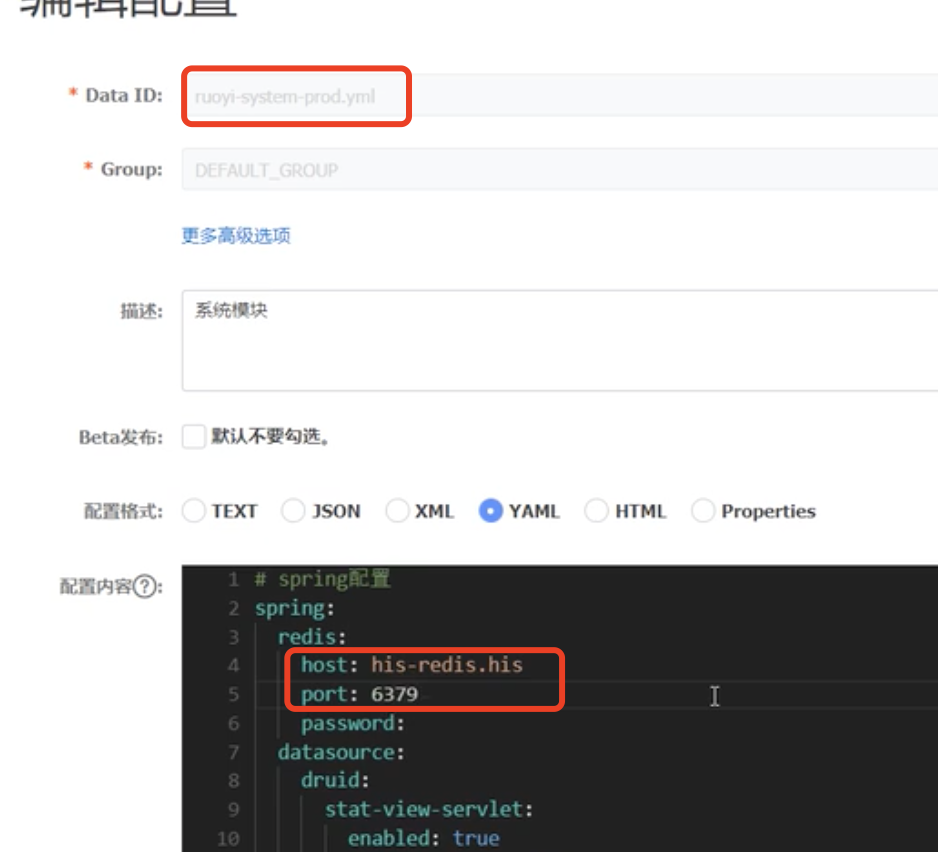 编辑配置
* Data ID: ruoyi-system-prod.yml
* Group: DEFAULT_GROUP
更多高级选项
描述: 系统模块
Beta发布: 默认不要勾选。
配置格式: TEXT JSON XML YAML HTML Properties
配置内容?: 1 # spring配置
2 spring:
3 redis:
4 host: his-redis.his
5 port: 6379
6 password:
7 datasource:
8 druid:
9 stat-view-servlet:
10 enabled: true